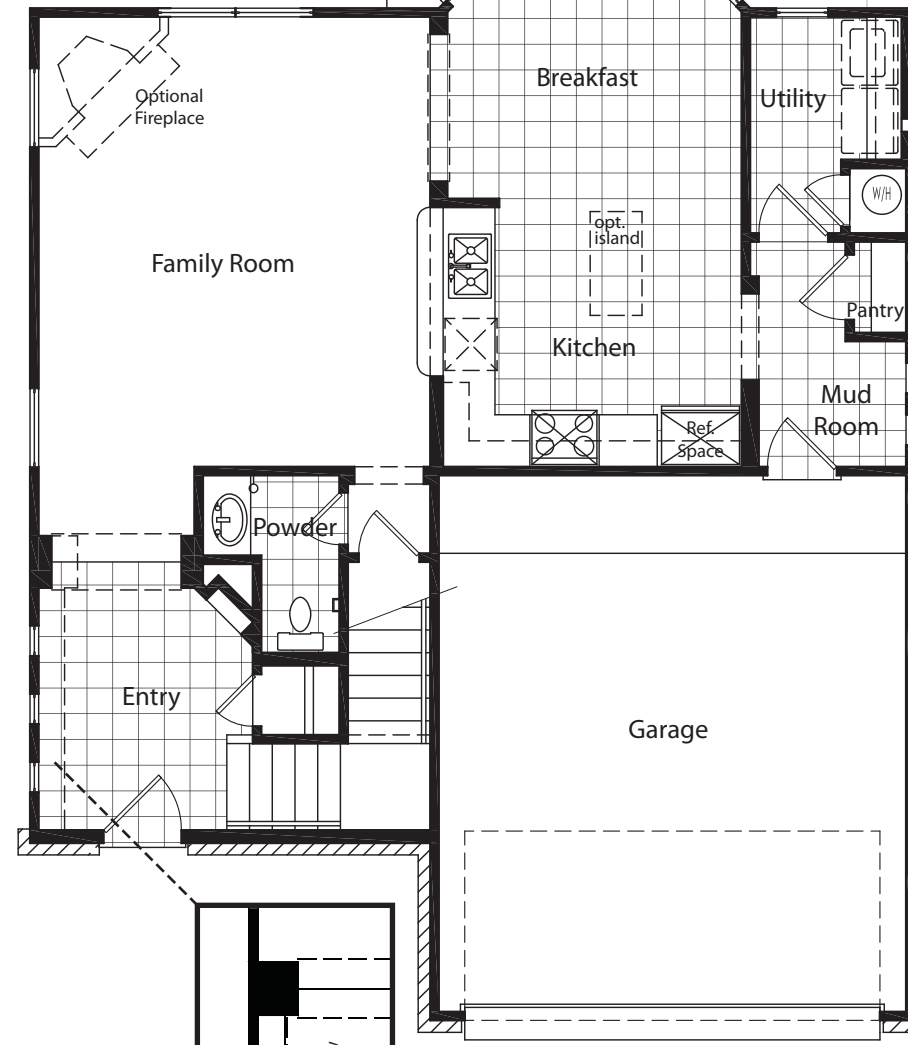 Breakfast
Utility
Optional
Fireplace
W/H
opt.
island
Family Room
Pantry
Kitchen
Mud
Room
Ref.
Space
Powder
Entry
Garage